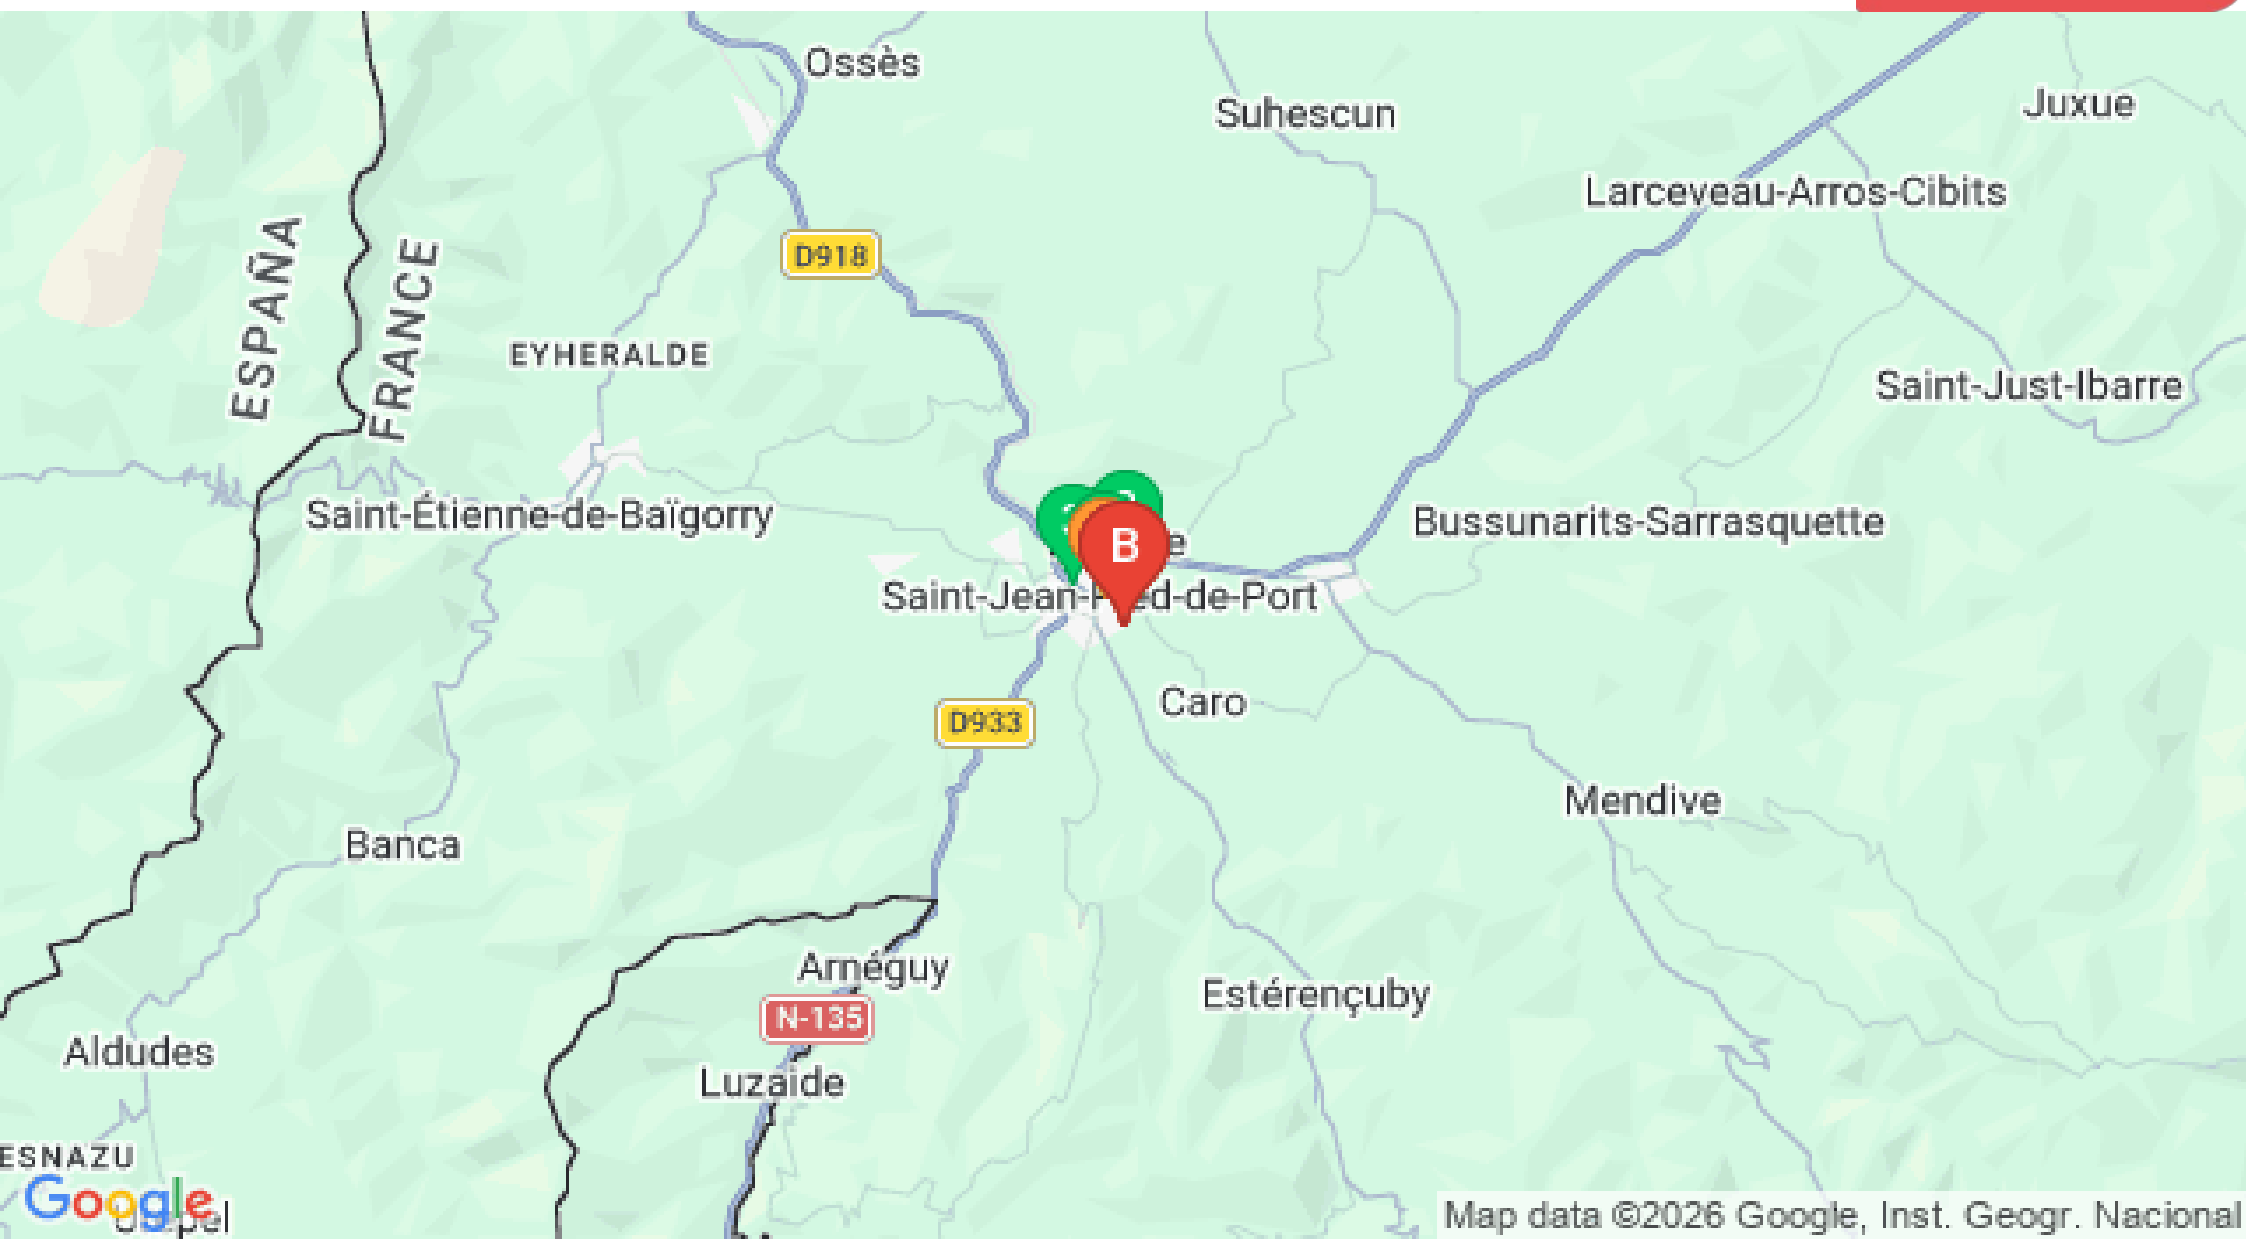 Ossès
Suhescun
Juxue
Larceveau-Arros-Cibits
D918
ESPAÑA
FRANCE
EYHERALDE
Saint-Just-Ibarre
Saint-Étienne-de-Baïgorry
Bussunarits-Sarrasquette
B
Saint-Jean-Pied-de-Port
Caro
D933
Mendive
Banca
Arnéguy
Estérençuby
N-135
Aldudes
Luzaide
ESNAZU
Google
Map data ©2026 Google, Inst. Geogr. Nacional